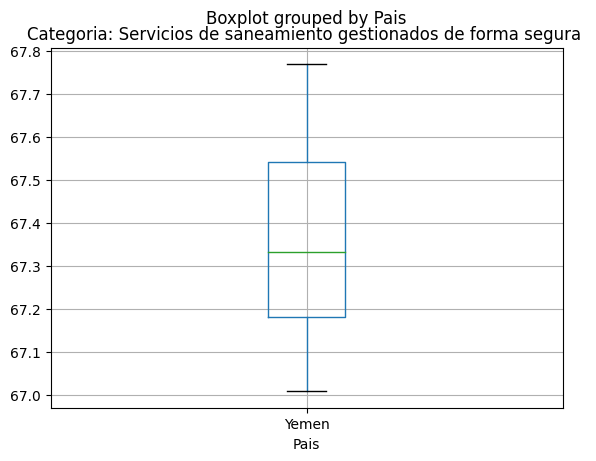 Boxplot grouped by Pais
Categoria: Servicios de saneamiento gestionados de forma segura
67.8
67.7
67.6
67.5
67.4
67.3
67.2
67.1
67.0
Yemen
Pais